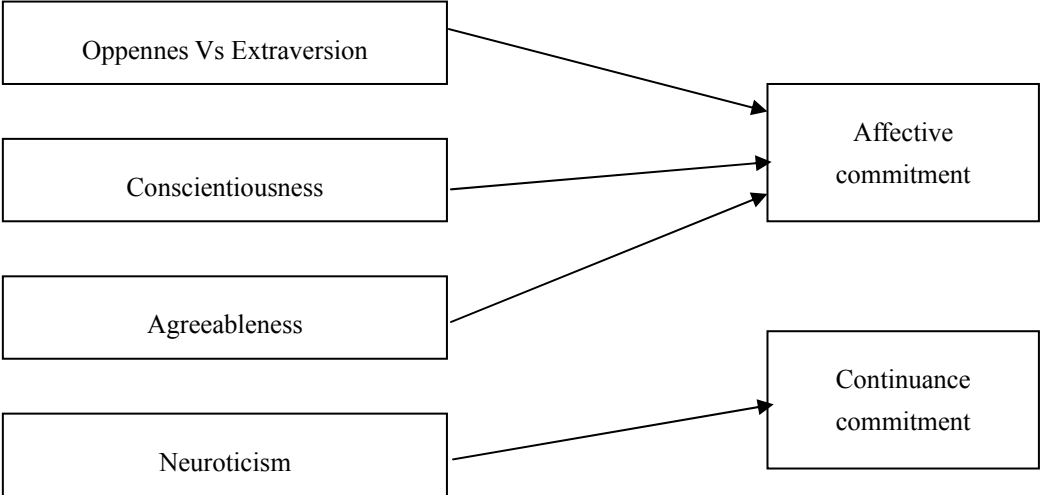 Oppennes Vs Extraversion
Conscientiousness
Agreeableness
Neuroticism
Affective
commitment
Continuance
commitment